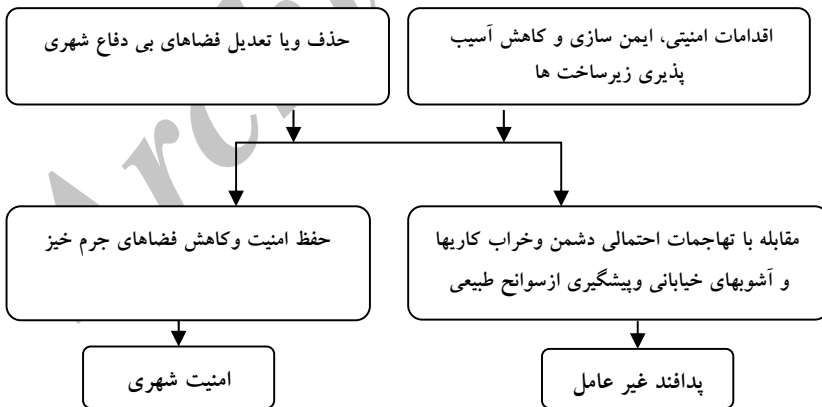 اقدامات امنیتی، ایمن سازی و کاهش آسیب
پذیری زیرساخت ها
حذف ویا تعدیل فضاهای بی دفاع شهری
مقابله با تهاجمات احتمالی دشمن وخراب کاریها
و آشوبهای خیابانی وپیشگیری ازسوانح طبیعی
حفظ امنیت وکاهش فضاهای جرم خیز
پدافند غیر عامل
امنیت شهری